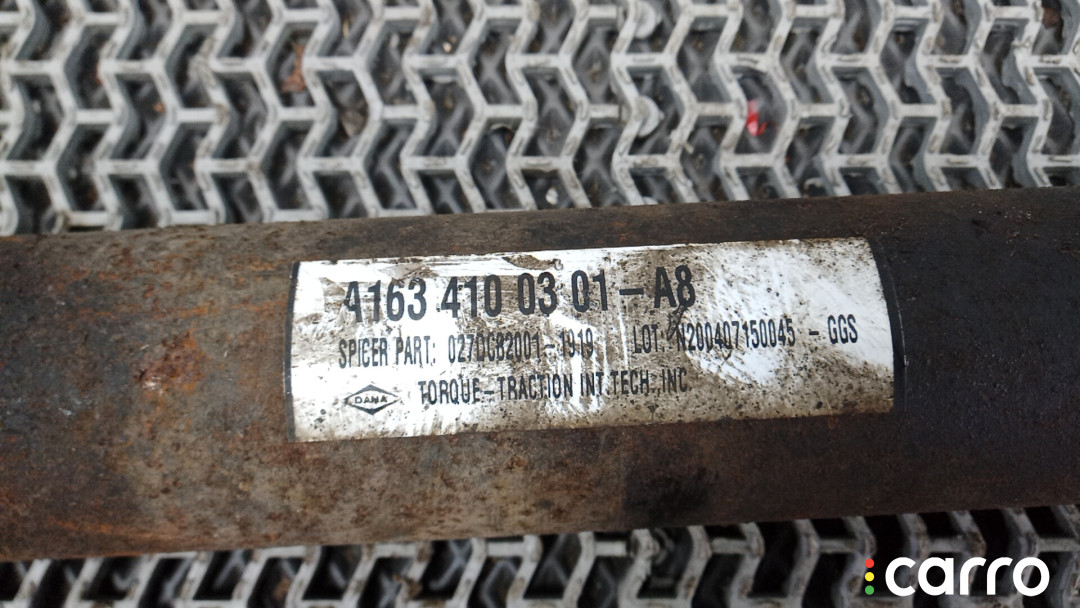 4163 410 03 01-A8
SPICER PART: 027DC82001-1919 LOT N200407150045 - GGS
DANA TORQUE-TRACTION INT. TECH. INC
carro